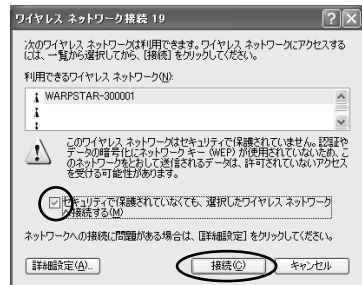 ワイヤレス ネットワーク接続 19
次のワイヤレス ネットワークは利用できます。ワイヤレス ネットワークにアクセスする
には、一覧から選択してから、[接続] をクリックしてください。
利用できるワイヤレス ネットワーク(N):
WARPSTAR-300001
このワイヤレス ネットワークはセキュリティで保護されていません。認証や
データの暗号化にネットワーク キー (WEP) が使用されていないため、こ
のネットワークをとおして送信されるデータは、許可されていないアクセス
を受ける可能性があります。
セキュリティで保護されていなくても、選択したワイヤレス ネットワーク
へ接続する(M)
ネットワークへの接続に問題がある場合は、[詳細設定] をクリックしてください。
詳細設定(A)...
接続(C)
キャンセル